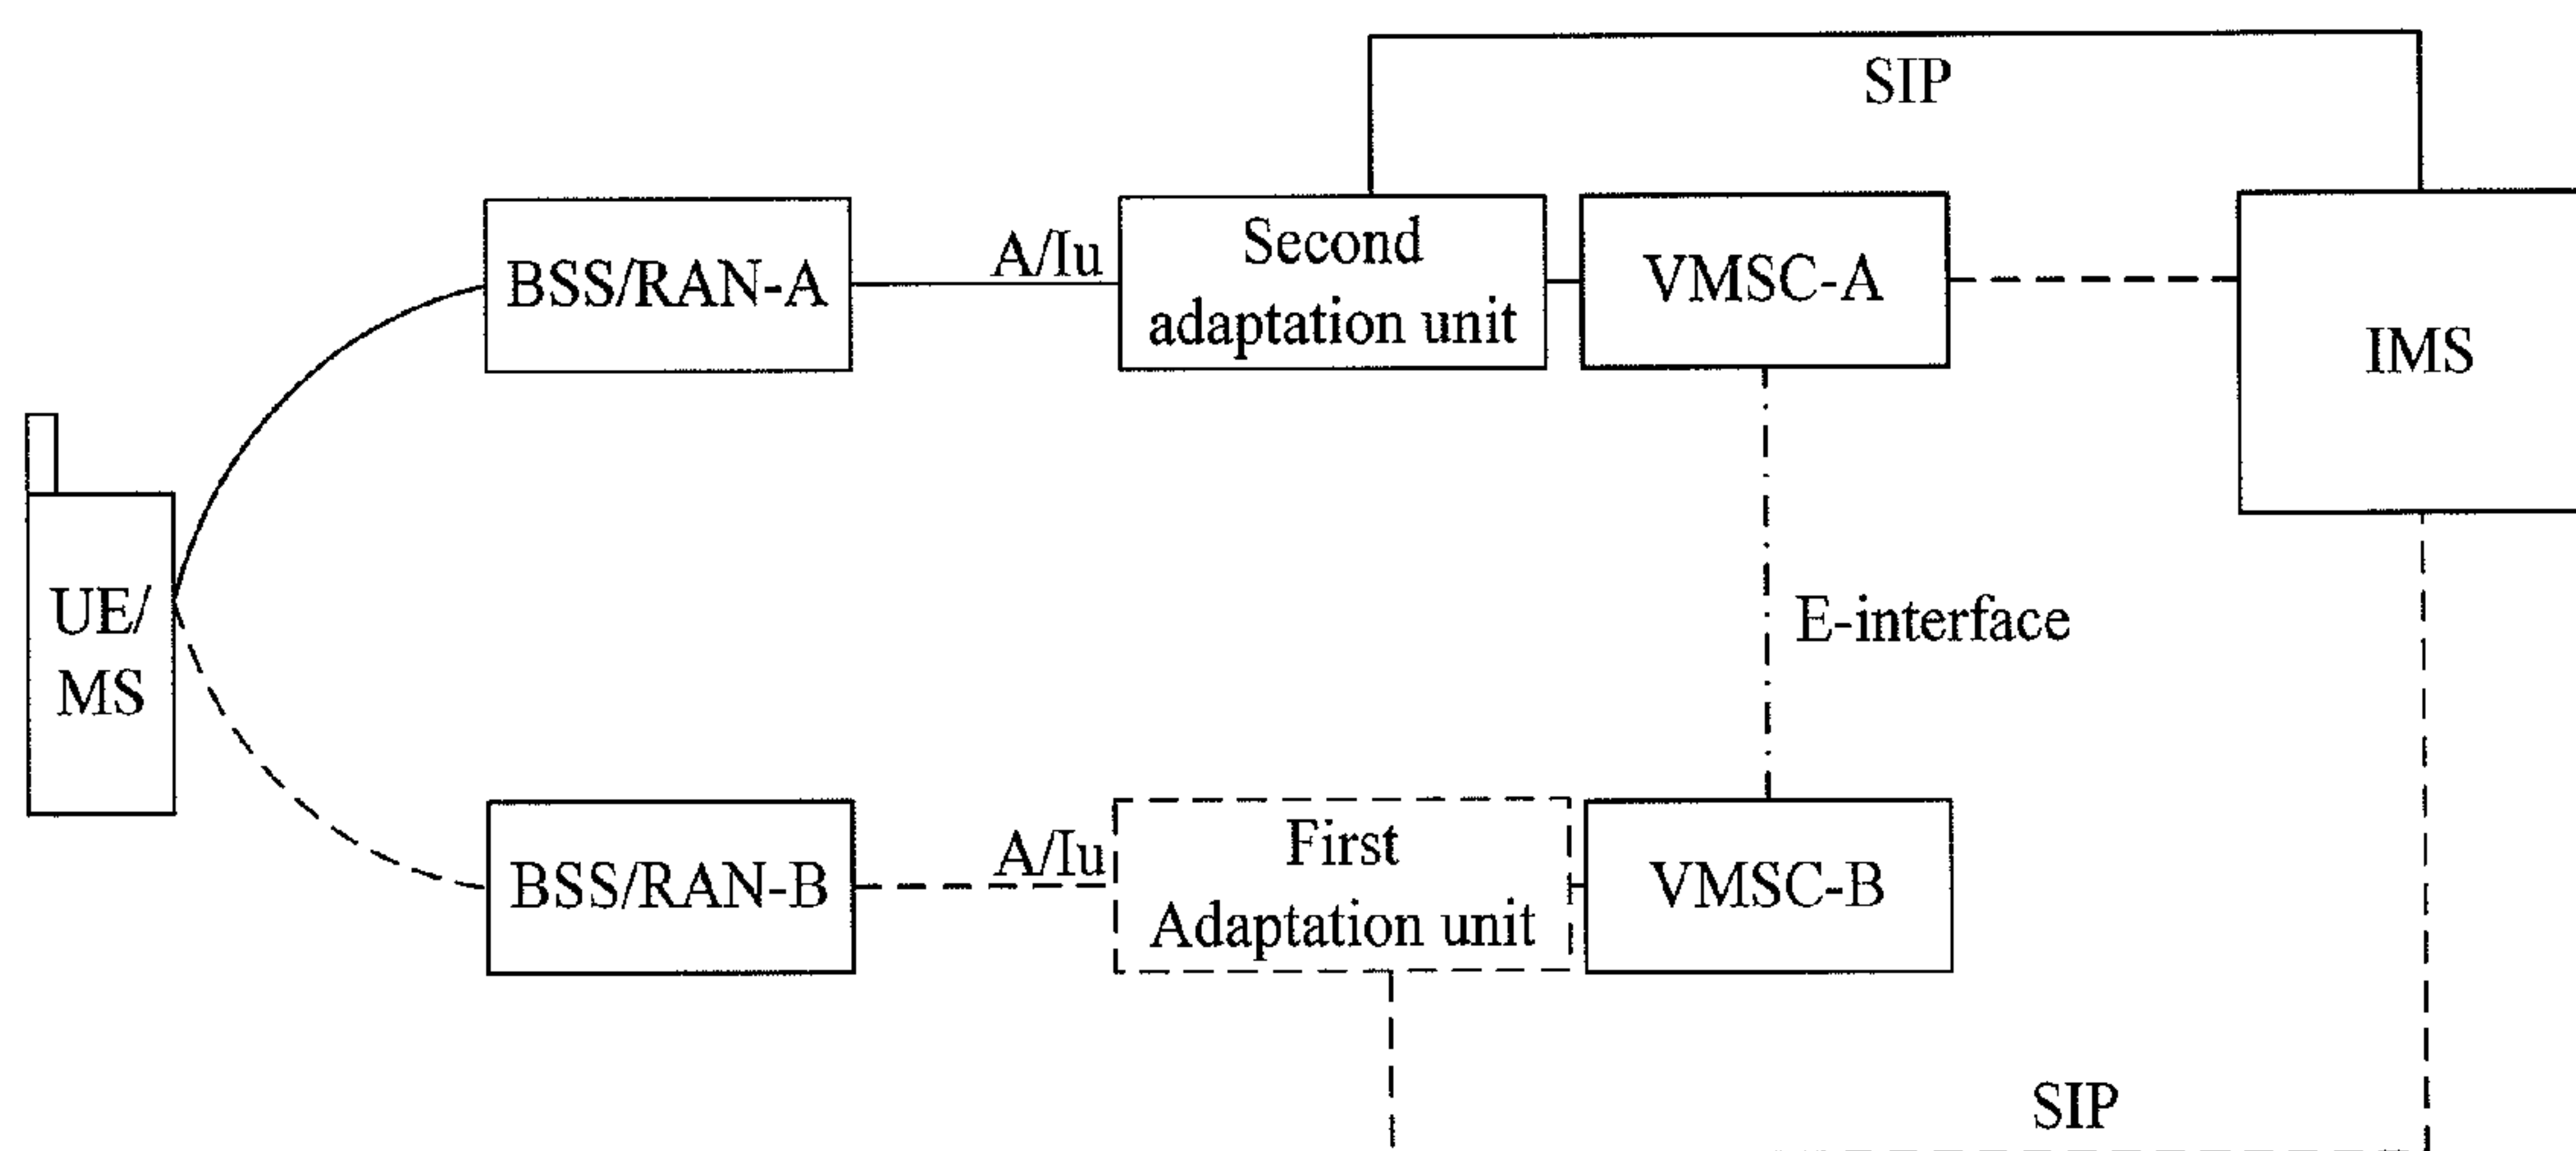 SIP
BSS/RAN-A
A/Iu
Second
adaptation unit
VMSC-A
IMS
UE/
MS
E-interface
BSS/RAN-B
A/Iu
First
Adaptation unit
VMSC-B
SIP